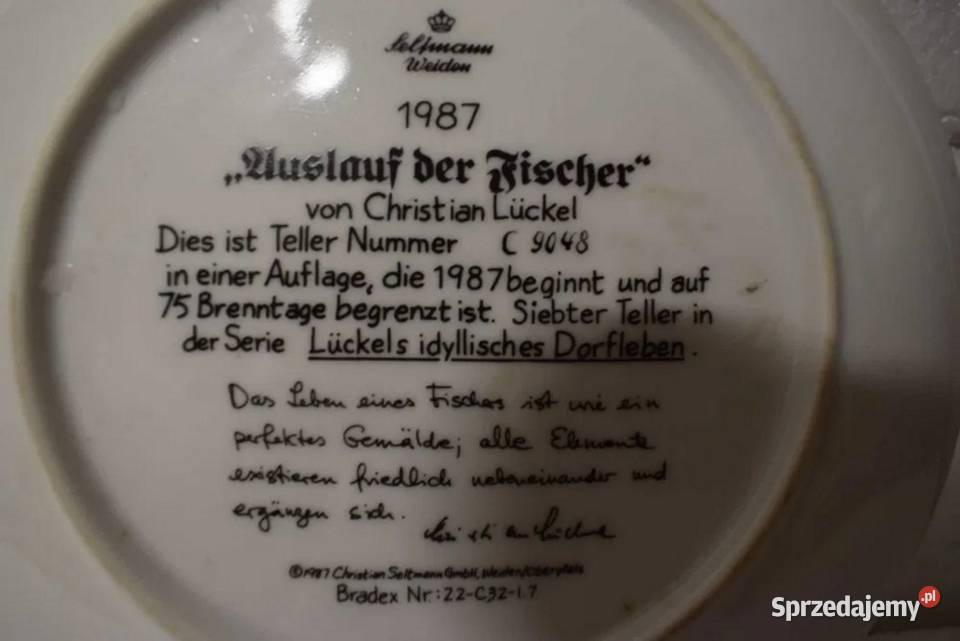 Seltmann
Weiden
1987
„Auslauf der Fischer“
von Christian Lückel
Dies ist Teller Nummer C 9048
in einer Auflage, die 1987 beginnt und auf
75 Brenntage begrenzt ist. Siebter Teller in
der Serie Lückels idyllisches Dorfleben.
Das Leben eines Fischers ist wie ein
perfektes Gemälde; alle Elemente
existieren friedlich nebeneinander und
ergänzen sich. Christian Lückel
©1987 Christian Seltmann GmbH, Weiden/Oberpfalz
Bradex Nr.: 22-C32-1.7
Sprzedajemy.pl